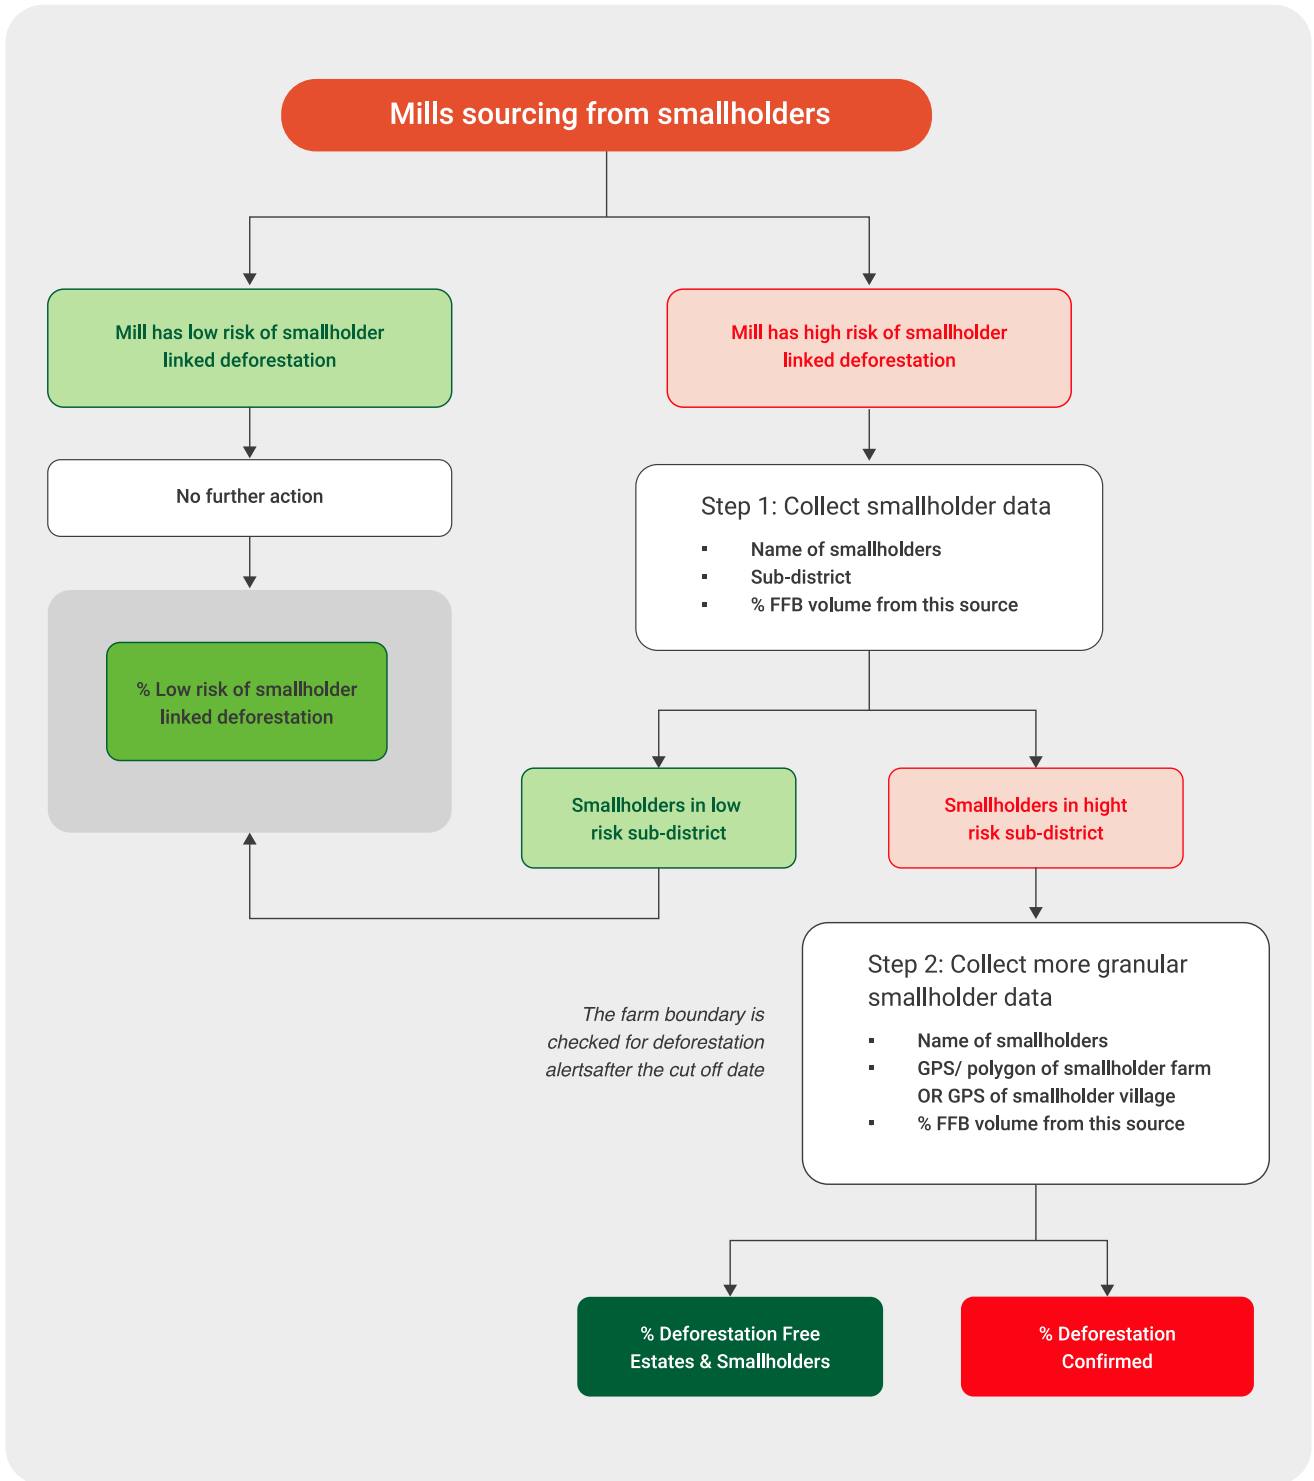 Mills sourcing from smallholders
Mill has low risk of smallholder
linked deforestation
Mill has high risk of smallholder
linked deforestation
No further action
Step 1: Collect smallholder data
▪ Name of smallholders
▪ Sub-district
▪ % FFB volume from this source
% Low risk of smallholder
linked deforestation
Smallholders in low
risk sub-district
Smallholders in hight
risk sub-district
Step 2: Collect more granular
smallholder data
▪ Name of smallholders
▪ GPS/ polygon of smallholder farm
OR GPS of smallholder village
▪ % FFB volume from this source
The farm boundary is
checked for deforestation
alertsafter the cut off date
% Deforestation Free
Estates & Smallholders
% Deforestation
Confirmed